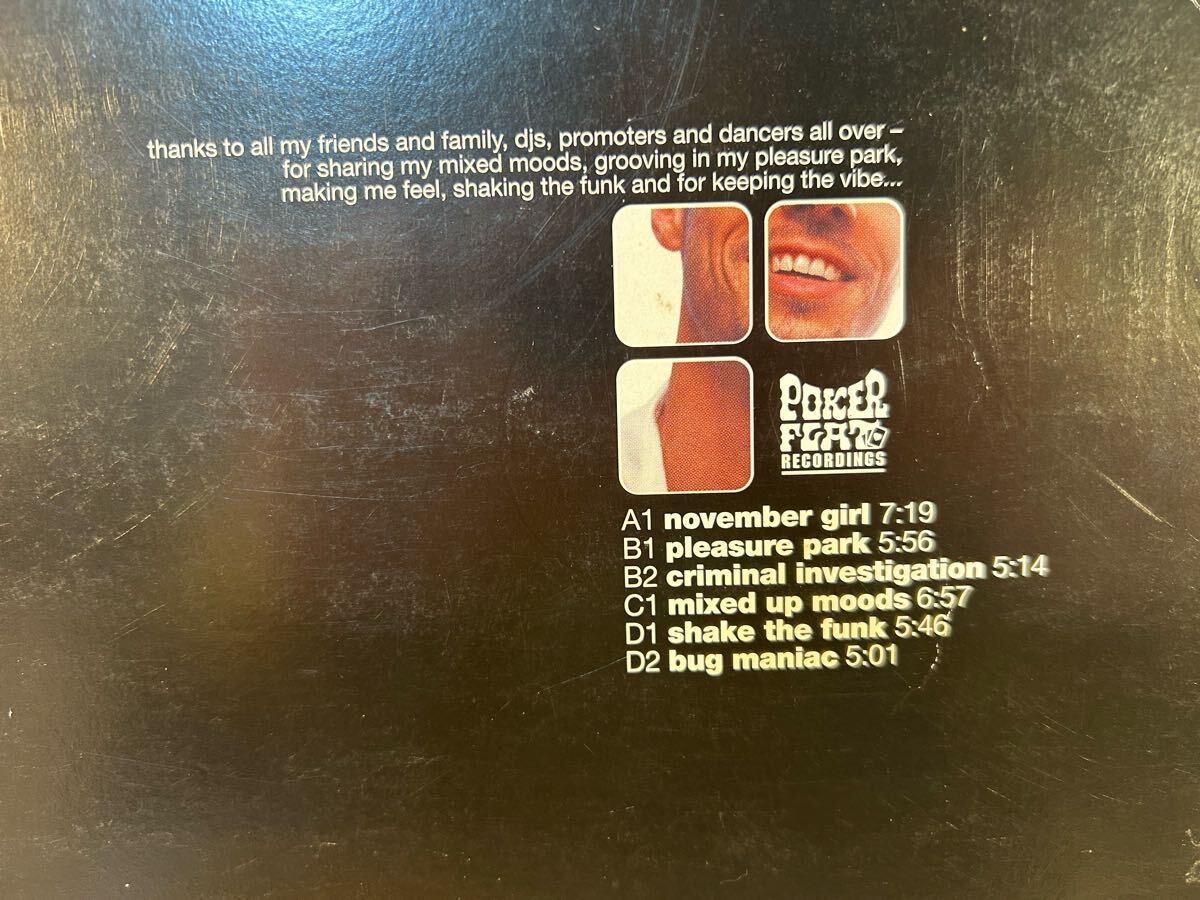 thanks to all my friends and family, djs, promoters and dancers all over –
for sharing my mixed moods, grooving in my pleasure park,
making me feel, shaking the funk and for keeping the vibe...
POKER
FLAT
RECORDINGS
A1 november girl 7:19
B1 pleasure park 5:56
B2 criminal investigation 5:14
C1 mixed up moods 6:57
D1 shake the funk 5:46
D2 bug maniac 5:01